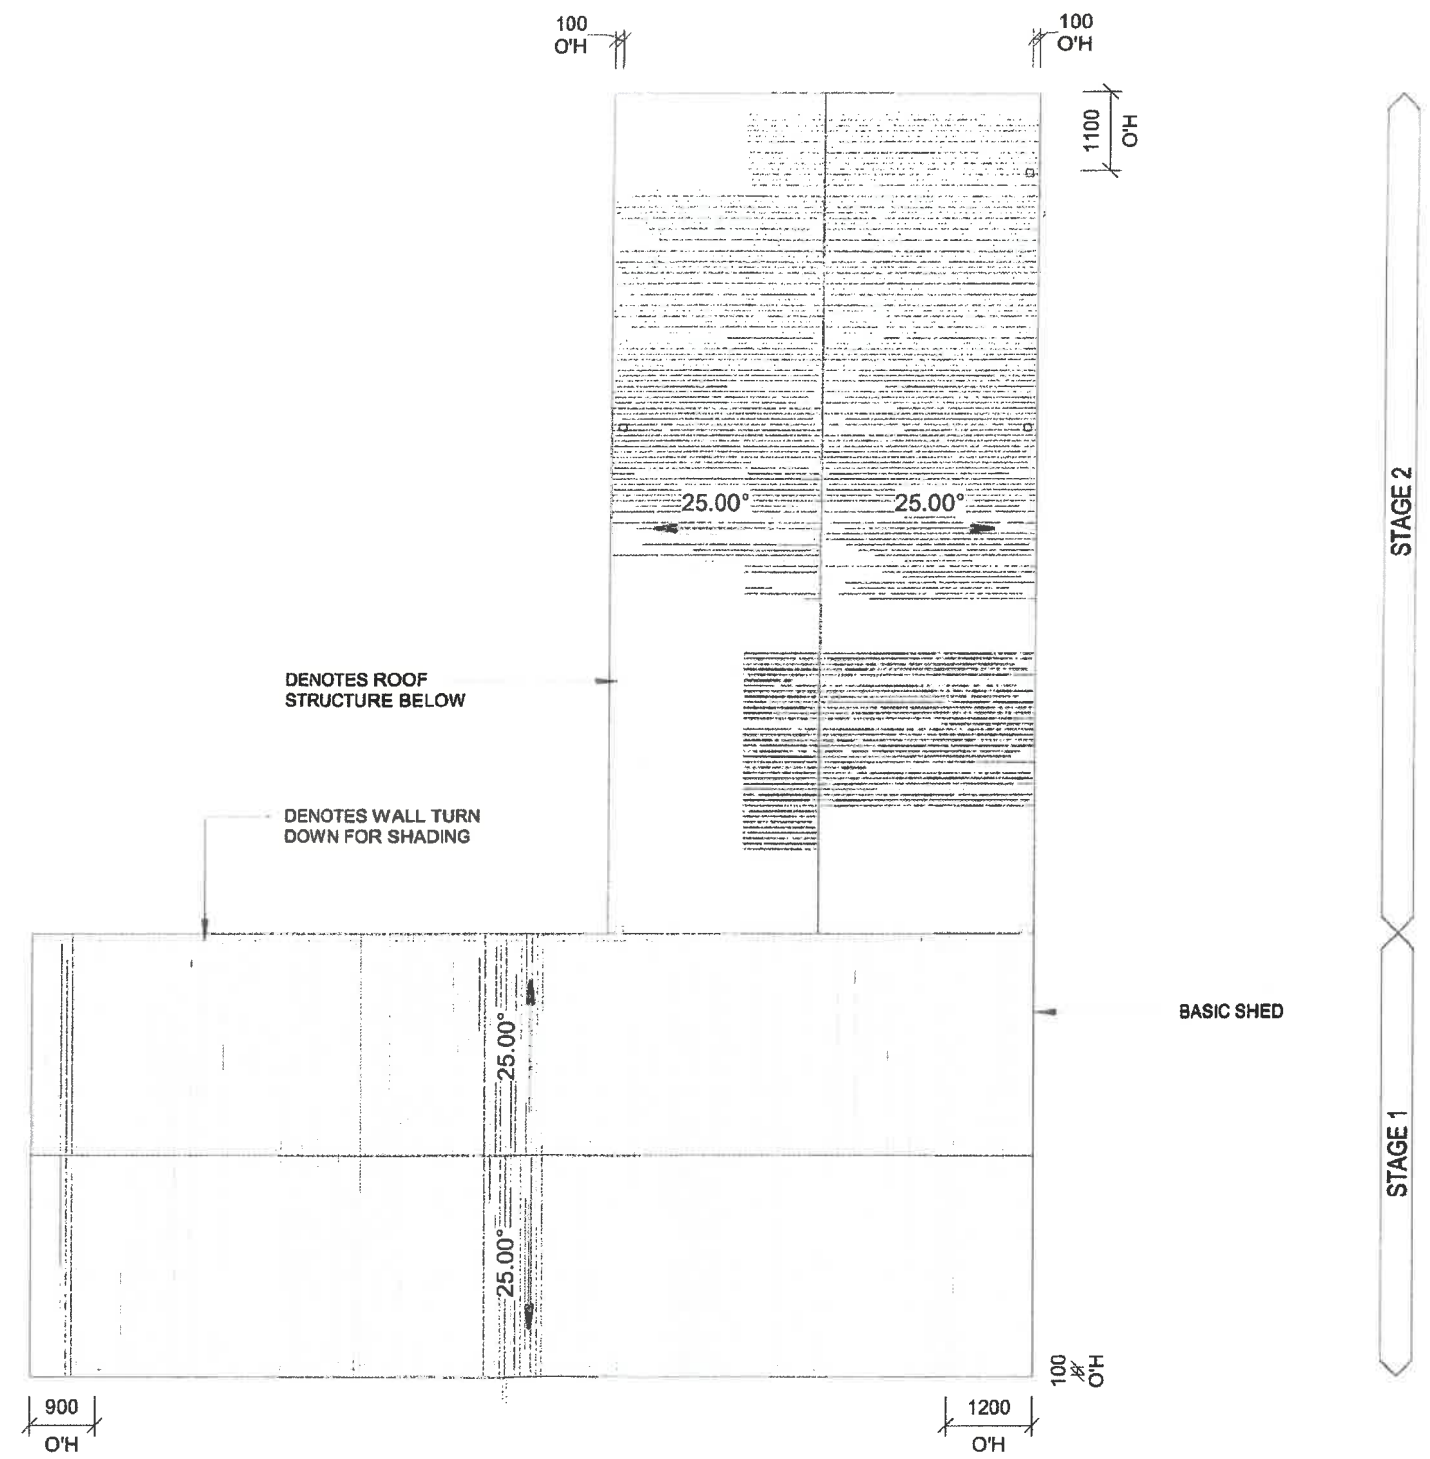 100
O'H
100
O'H
1100
O'H
STAGE 2
25.00°
25.00°
DENOTES ROOF
STRUCTURE BELOW
DENOTES WALL TURN
DOWN FOR SHADING
BASIC SHED
25.00°
25.00°
STAGE 1
100
O'H
900
O'H
1200
O'H